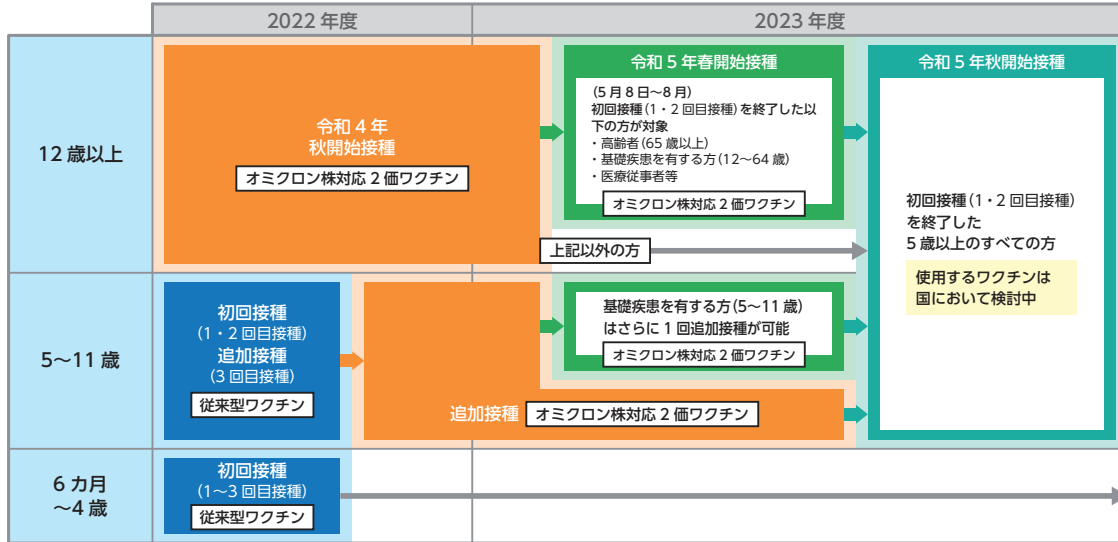 2022 年度
2023 年度
12 歳以上
令和 4 年
秋開始接種
オミクロン株対応 2 価ワクチン
令和 5 年春開始接種
(5 月 8 日～8 月)
初回接種(1・2 回目接種)を終了した以
下の方が対象
・高齢者(65 歳以上)
・基礎疾患を有する方(12～64 歳)
・医療従事者等
オミクロン株対応 2 価ワクチン
上記以外の方
令和 5 年秋開始接種
初回接種(1・2 回目接種)
を終了した
5 歳以上のすべての方
使用するワクチンは
国において検討中
5～11 歳
初回接種
(1・2 回目接種)
追加接種
(3 回目接種)
従来型ワクチン
基礎疾患を有する方(5～11 歳)
はさらに 1 回追加接種が可能
オミクロン株対応 2 価ワクチン
追加接種 オミクロン株対応 2 価ワクチン
6 カ月
～4 歳
初回接種
(1～3 回目接種)
従来型ワクチン